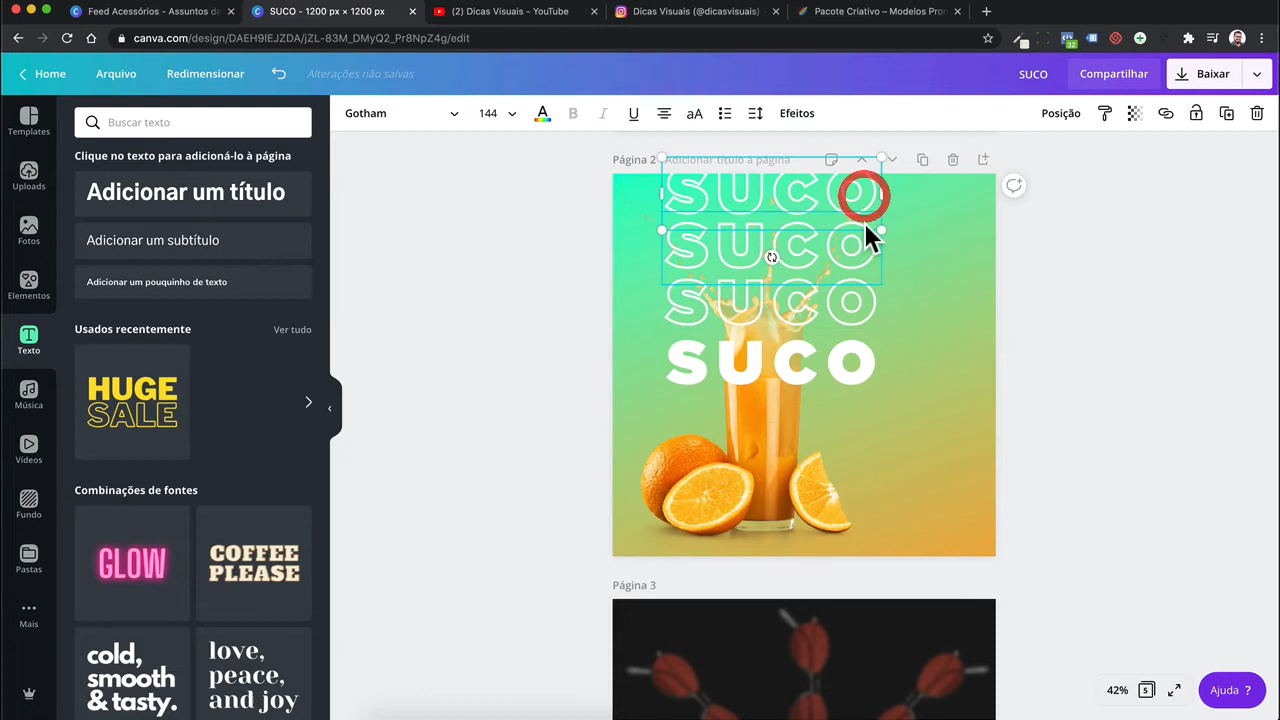 Feed Acessórios - Assuntos da
SUCO - 1200 px × 1200 px
(2) Dicas Visuais - YouTube
Dicas Visuais (@dicasvisuais)
Pacote Criativo – Modelos Pron
canva.com/design/DAEH9IEJZDA/jZL-83M_DMyQ2_Pr8NpZ4g/edit
32
Home
Arquivo
Redimensionar
Alterações não salvas
SUCO
Compartilhar
Baixar
Templates
Uploads
Fotos
Elementos
Texto
Música
Vídeos
Fundo
Pastas
Mais
Buscar texto
Clique no texto para adicioná-lo à página
Adicionar um título
Adicionar um subtítulo
Adicionar um pouquinho de texto
Usados recentemente
Ver tudo
HUGE
SALE
Combinações de fontes
GLOW
COFFEE
PLEASE
cold,
smooth
& tasty.
love,
peace,
and joy
Gotham
144
A
B
I
U
aA
Efeitos
Posição
Página 2
Adicionar título à página
SUCO
SUCO
SUCO
SUCO
Página 3
42%
5
Ajuda ?